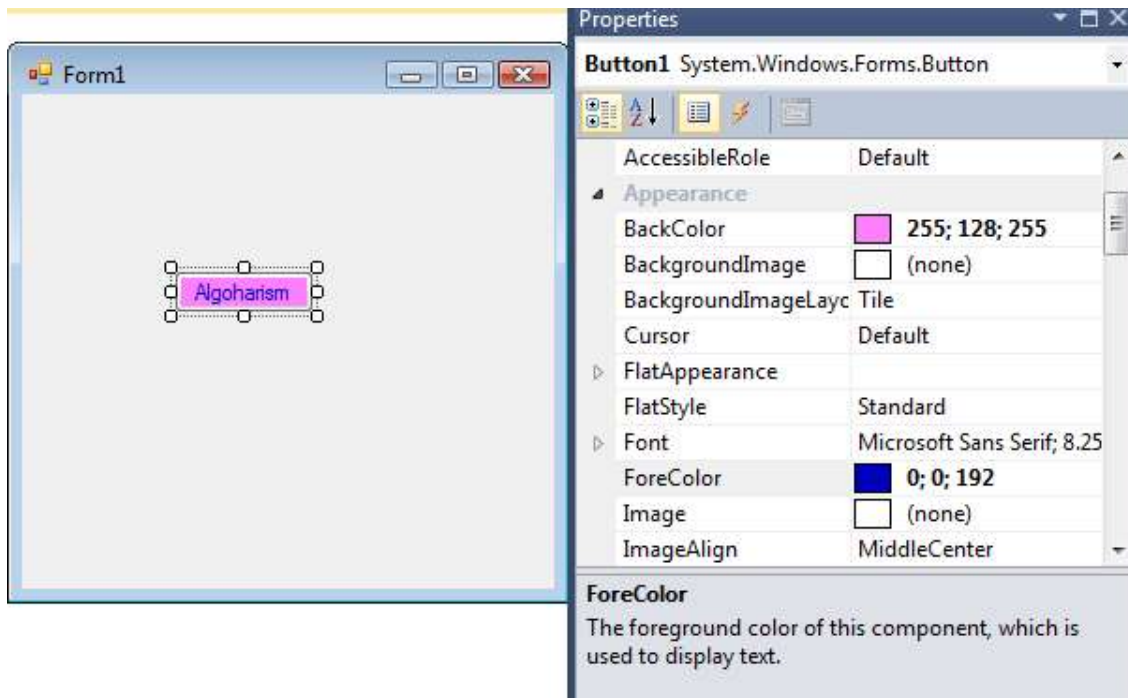 Form1
Algoharism
Properties
Button1 System.Windows.Forms.Button
AccessibleRole Default
Appearance
BackColor 255; 128; 255
BackgroundImage (none)
BackgroundImageLayc Tile
Cursor Default
FlatAppearance
FlatStyle Standard
Font Microsoft Sans Serif; 8.25
ForeColor 0; 0; 192
Image (none)
ImageAlign MiddleCenter
ForeColor
The foreground color of this component, which is
used to display text.